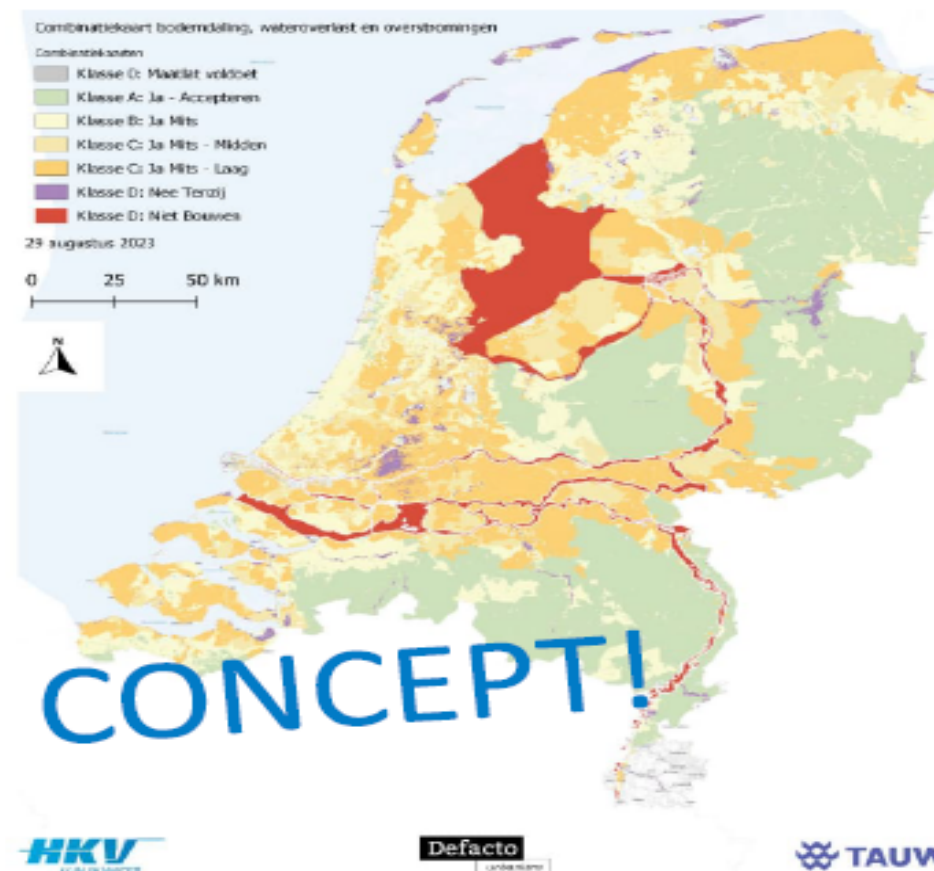 Combinatiekaart bodemdaling, wateroverlast en overstromingen
Combinatiekaarten
Klasse 0: Maatlat voldoet
Klasse A: Ja - Accepteren
Klasse B: Ja Mits
Klasse C: Ja Mits - Midden
Klasse C: Ja Mits - Laag
Klasse D: Nee Tenzij
Klasse D: Niet Bouwen
29 augustus 2023
0 25 50 km
N
CONCEPT!
HKV
Defacto
TAUW